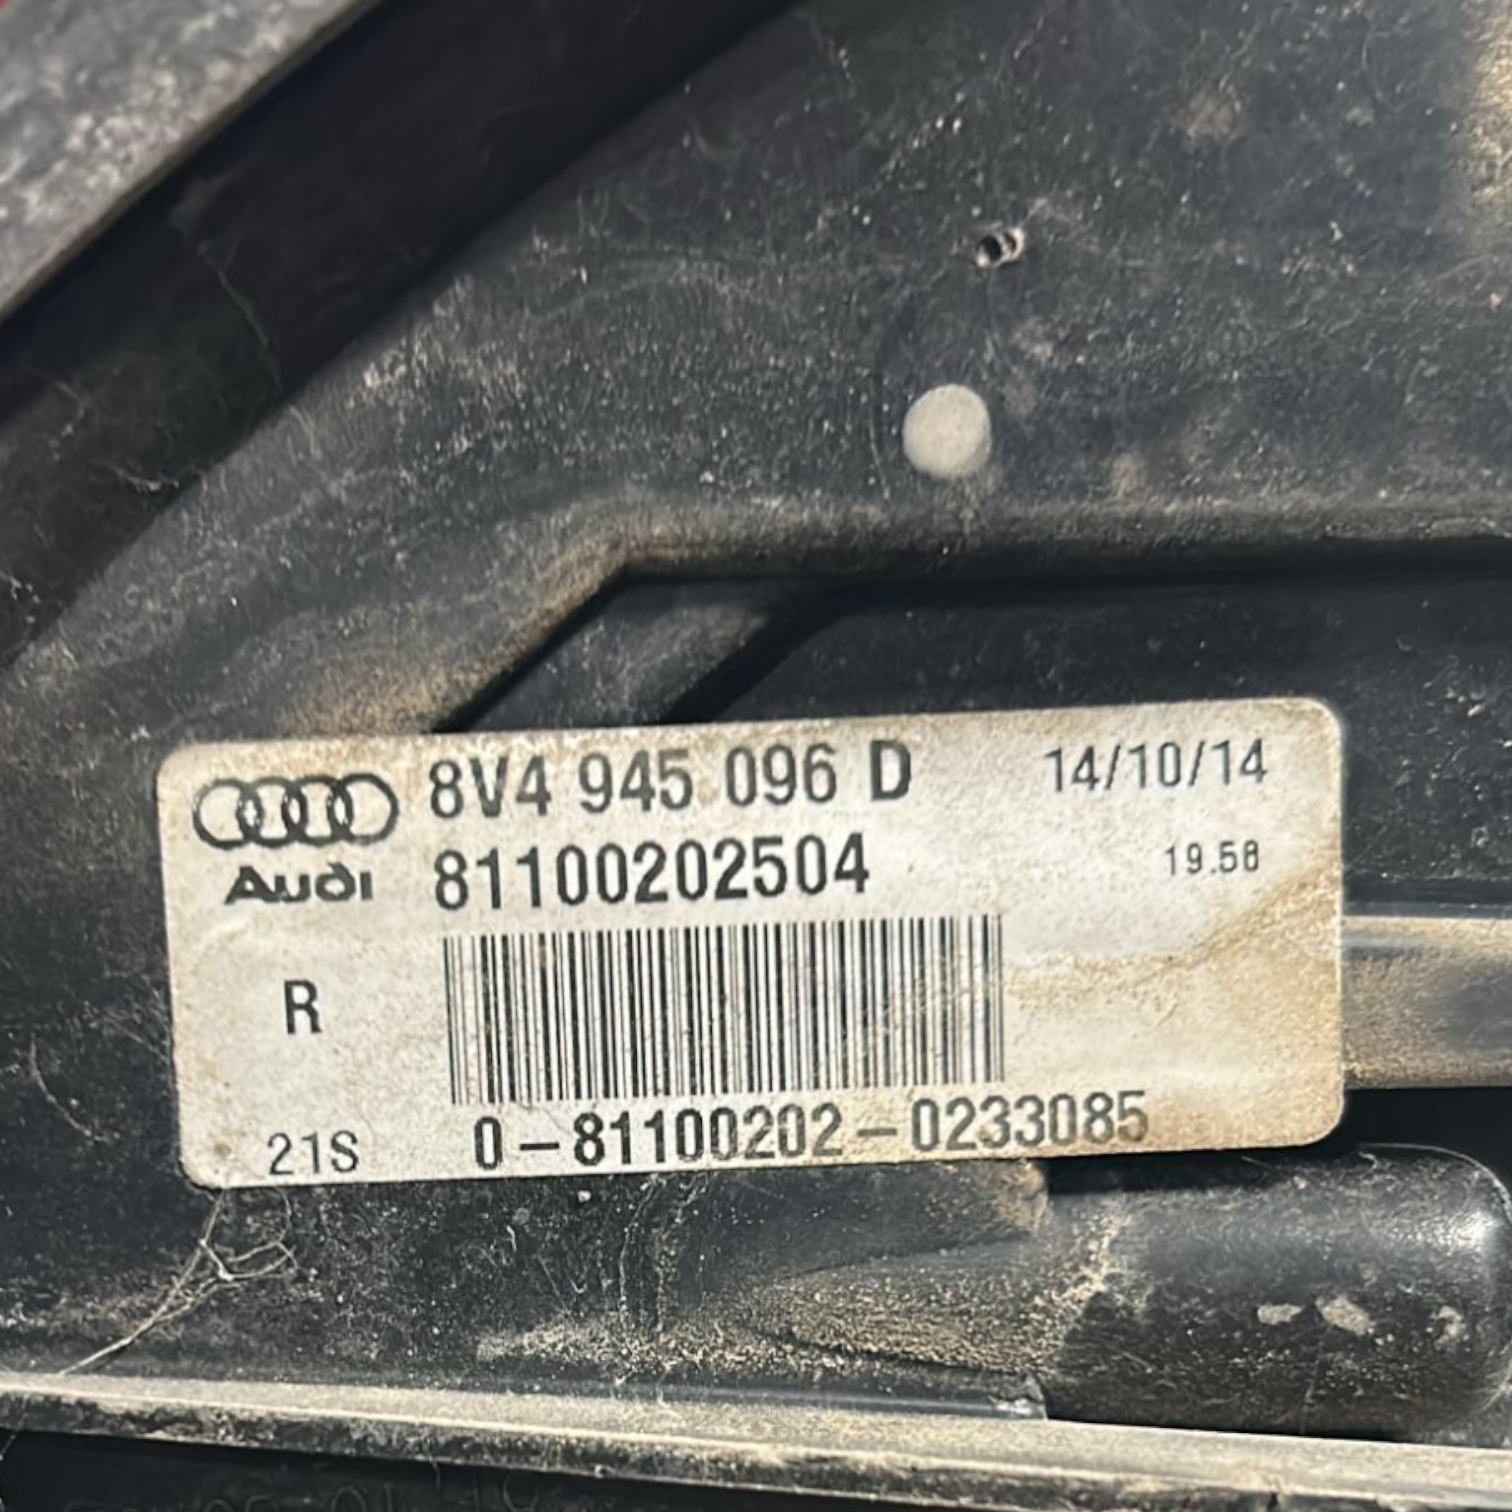 8V4 945 096 D 14/10/14
Audi 81100202504 19.58
R
21S 0-81100202-0233085